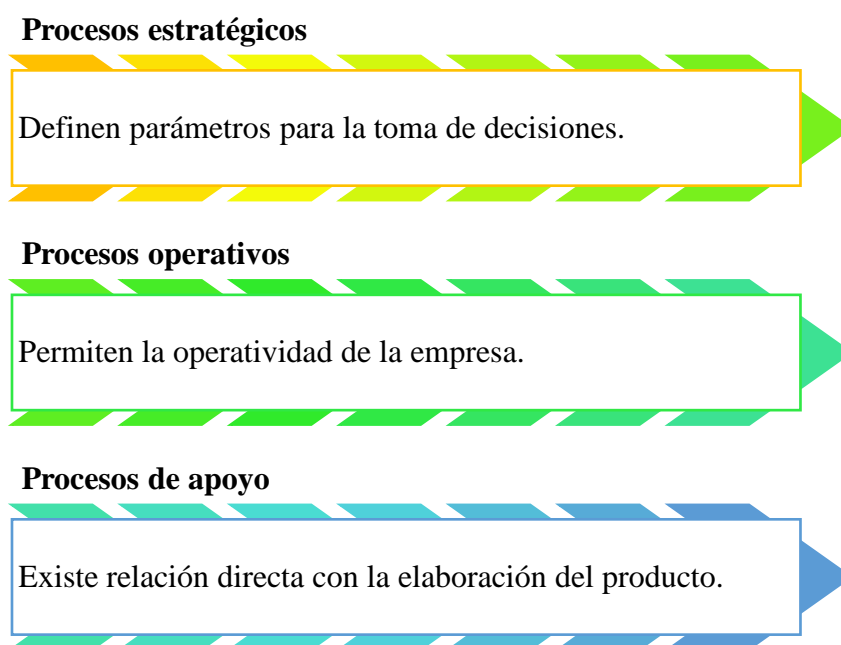 Procesos estratégicos
Definen parámetros para la toma de decisiones.
Procesos operativos
Permiten la operatividad de la empresa.
Procesos de apoyo
Existe relación directa con la elaboración del producto.